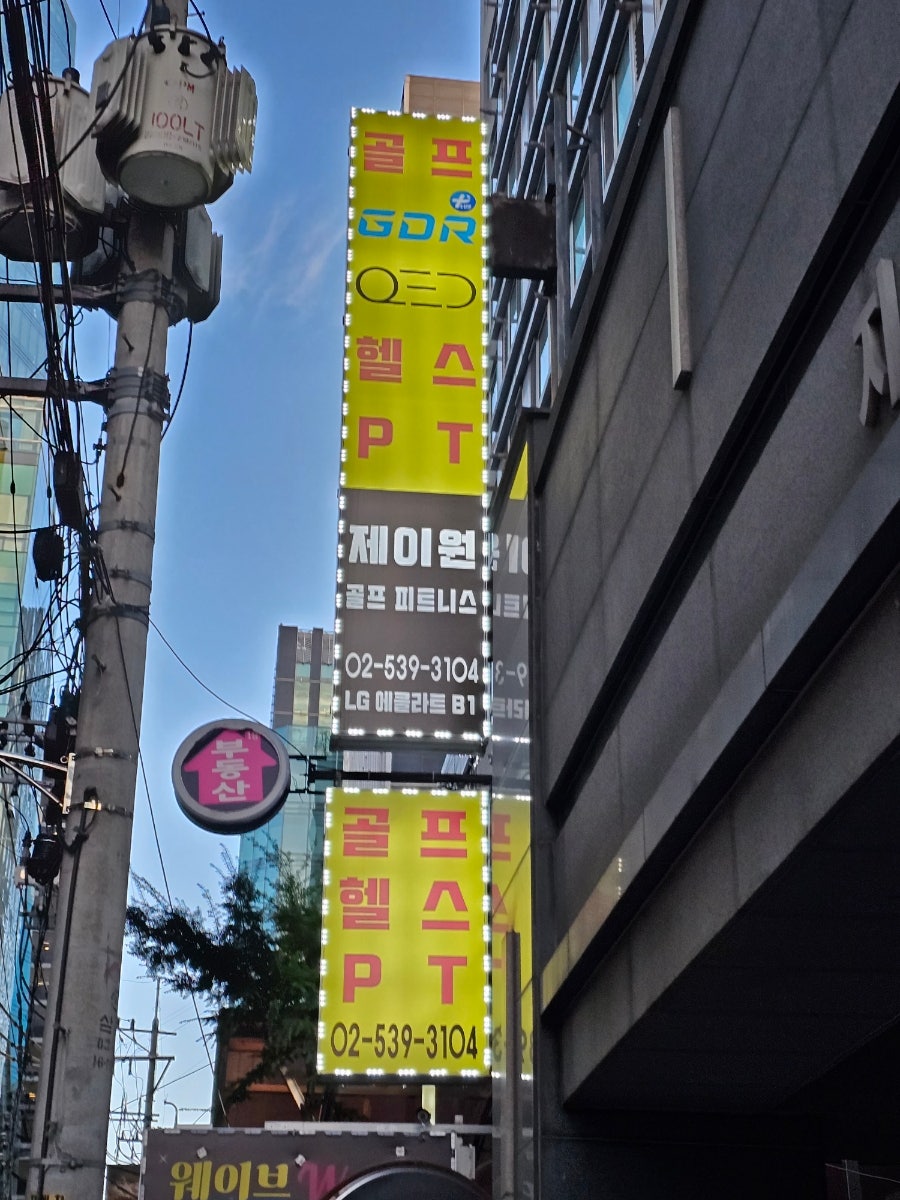 100LT
골프
GDR
QED
헬스
PT
제이원
골프 피트니스
02-539-3104
LG 에클라트 B1
부동산
골프
헬스
PT
02-539-3104
웨이브 W